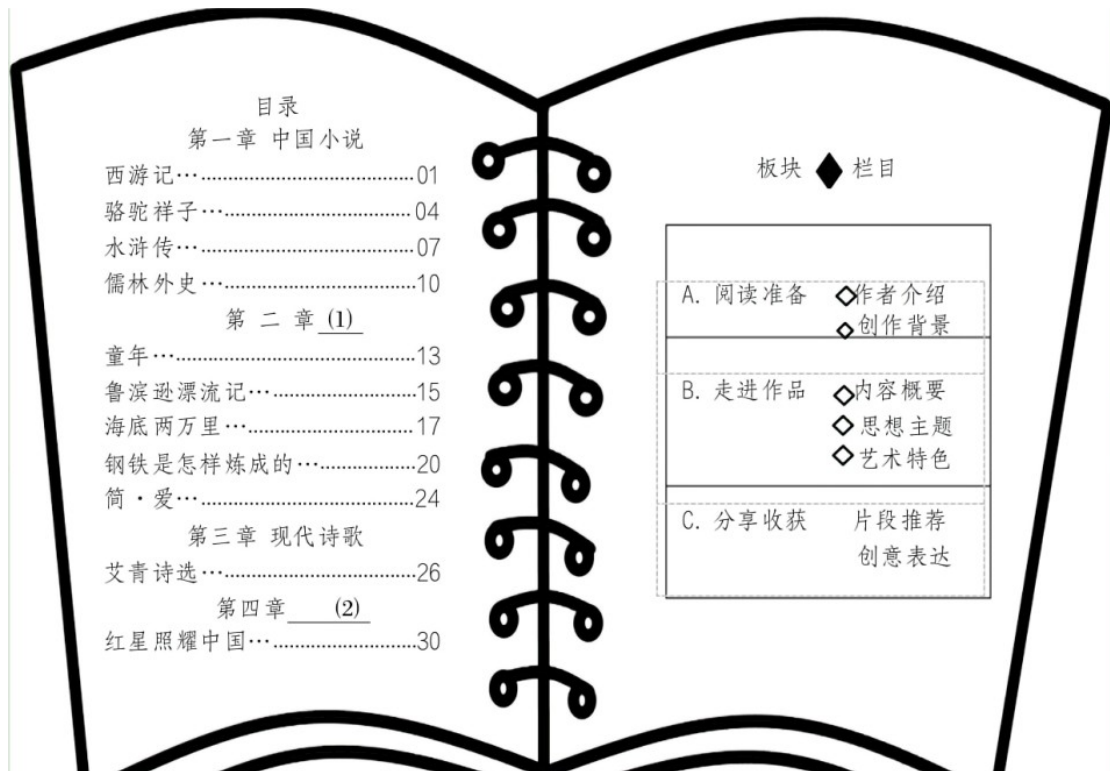 目录
第一章 中国小说
西游记…......................................01
骆驼祥子….................................04
水浒传…......................................07
儒林外史….................................10
第二章 (1)
童年…..........................................13
鲁滨逊漂流记….........................15
海底两万里…..............................17
钢铁是怎样炼成的…................20
简·爱….......................................24
第三章 现代诗歌
艾青诗选…..................................26
第四章 (2)
红星照耀中国….........................30
板块◆栏目
A. 阅读准备 ◇作者介绍
◇创作背景
B. 走进作品 ◇内容概要
◇思想主题
◇艺术特色
C. 分享收获 片段推荐
创意表达